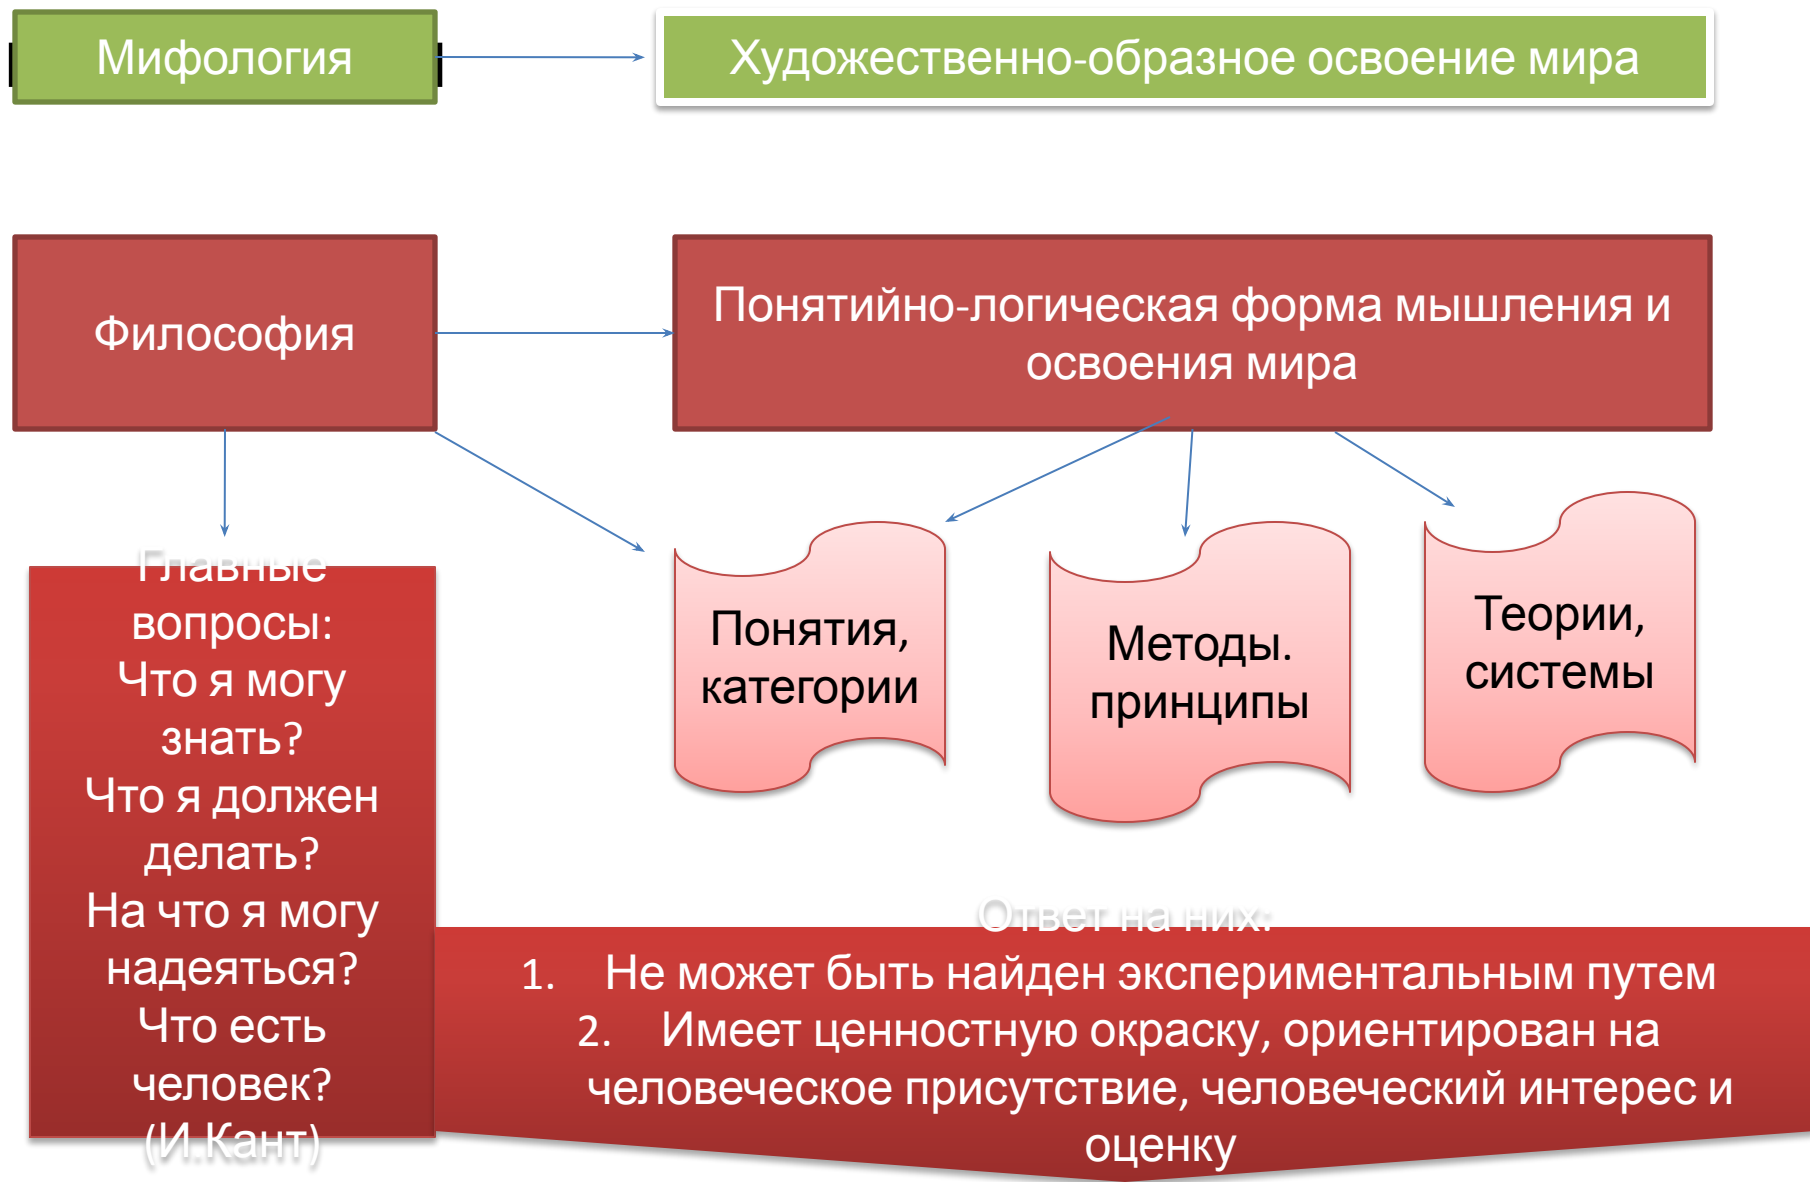 Мифология
Художественно-образное освоение мира
Философия
Понятийно-логическая форма мышления и
освоения мира
Главные
вопросы:
Что я могу
знать?
Что я должен
делать?
На что я могу
надеяться?
Что есть
человек?
(И.Кант)
Понятия,
категории
Методы.
принципы
Теории,
системы
Ответ на них:
1. Не может быть найден экспериментальным путем
2. Имеет ценностную окраску, ориентирован на
человеческое присутствие, человеческий интерес и
оценку